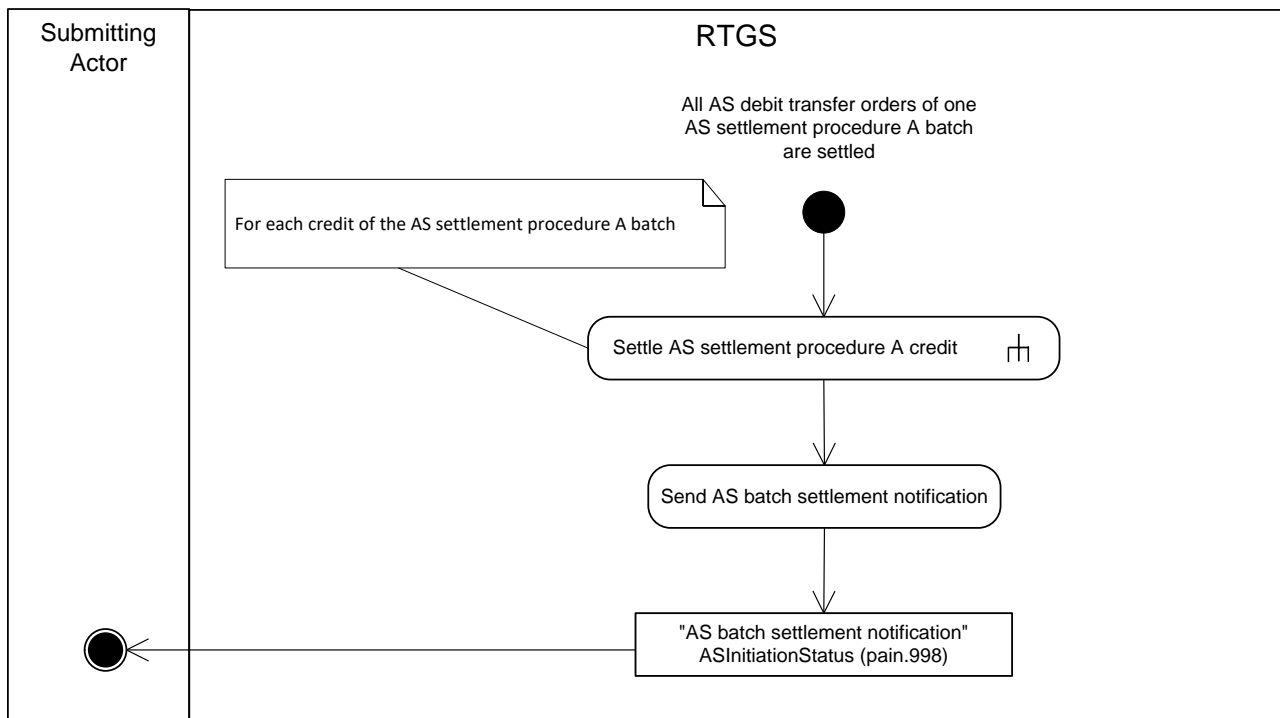 Submitting
Actor
RTGS
All AS debit transfer orders of one
AS settlement procedure A batch
are settled
For each credit of the AS settlement procedure A batch
Settle AS settlement procedure A credit
Send AS batch settlement notification
"AS batch settlement notification"
ASInitiationStatus (pain.998)